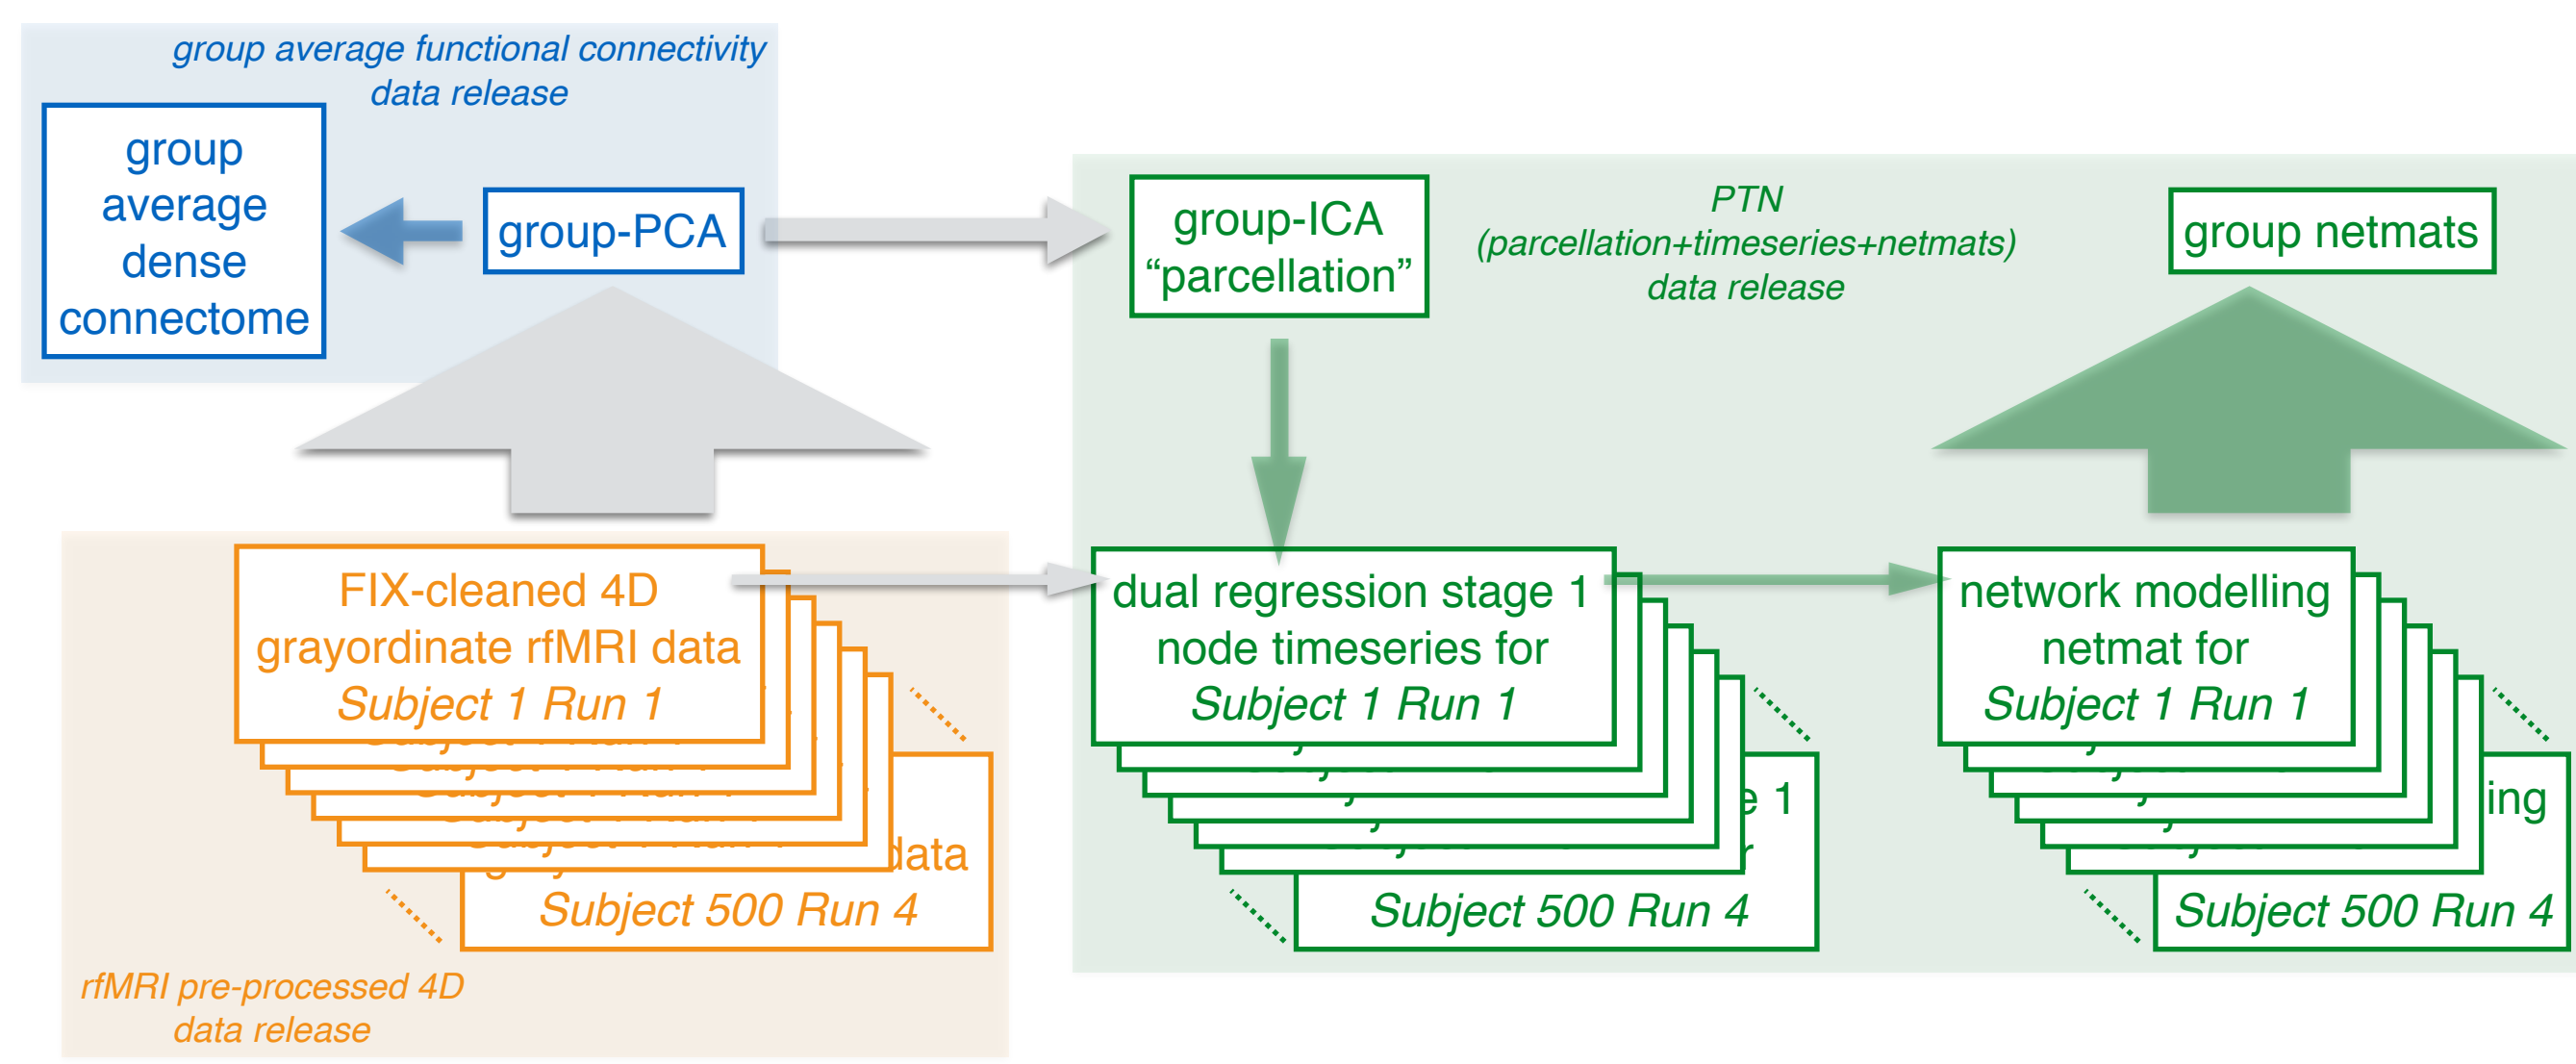 group average functional connectivity
data release
group
average
dense
connectome
group-PCA
group-ICA
“parcellation”
PTN
(parcellation+timeseries+netmats)
data release
group netmats
FIX-cleaned 4D
grayordinate rfMRI data
Subject 1 Run 1
data
Subject 500 Run 4
rfMRI pre-processed 4D
data release
dual regression stage 1
node timeseries for
Subject 1 Run 1
e 1
r
Subject 500 Run 4
network modelling
netmat for
Subject 1 Run 1
ing
Subject 500 Run 4